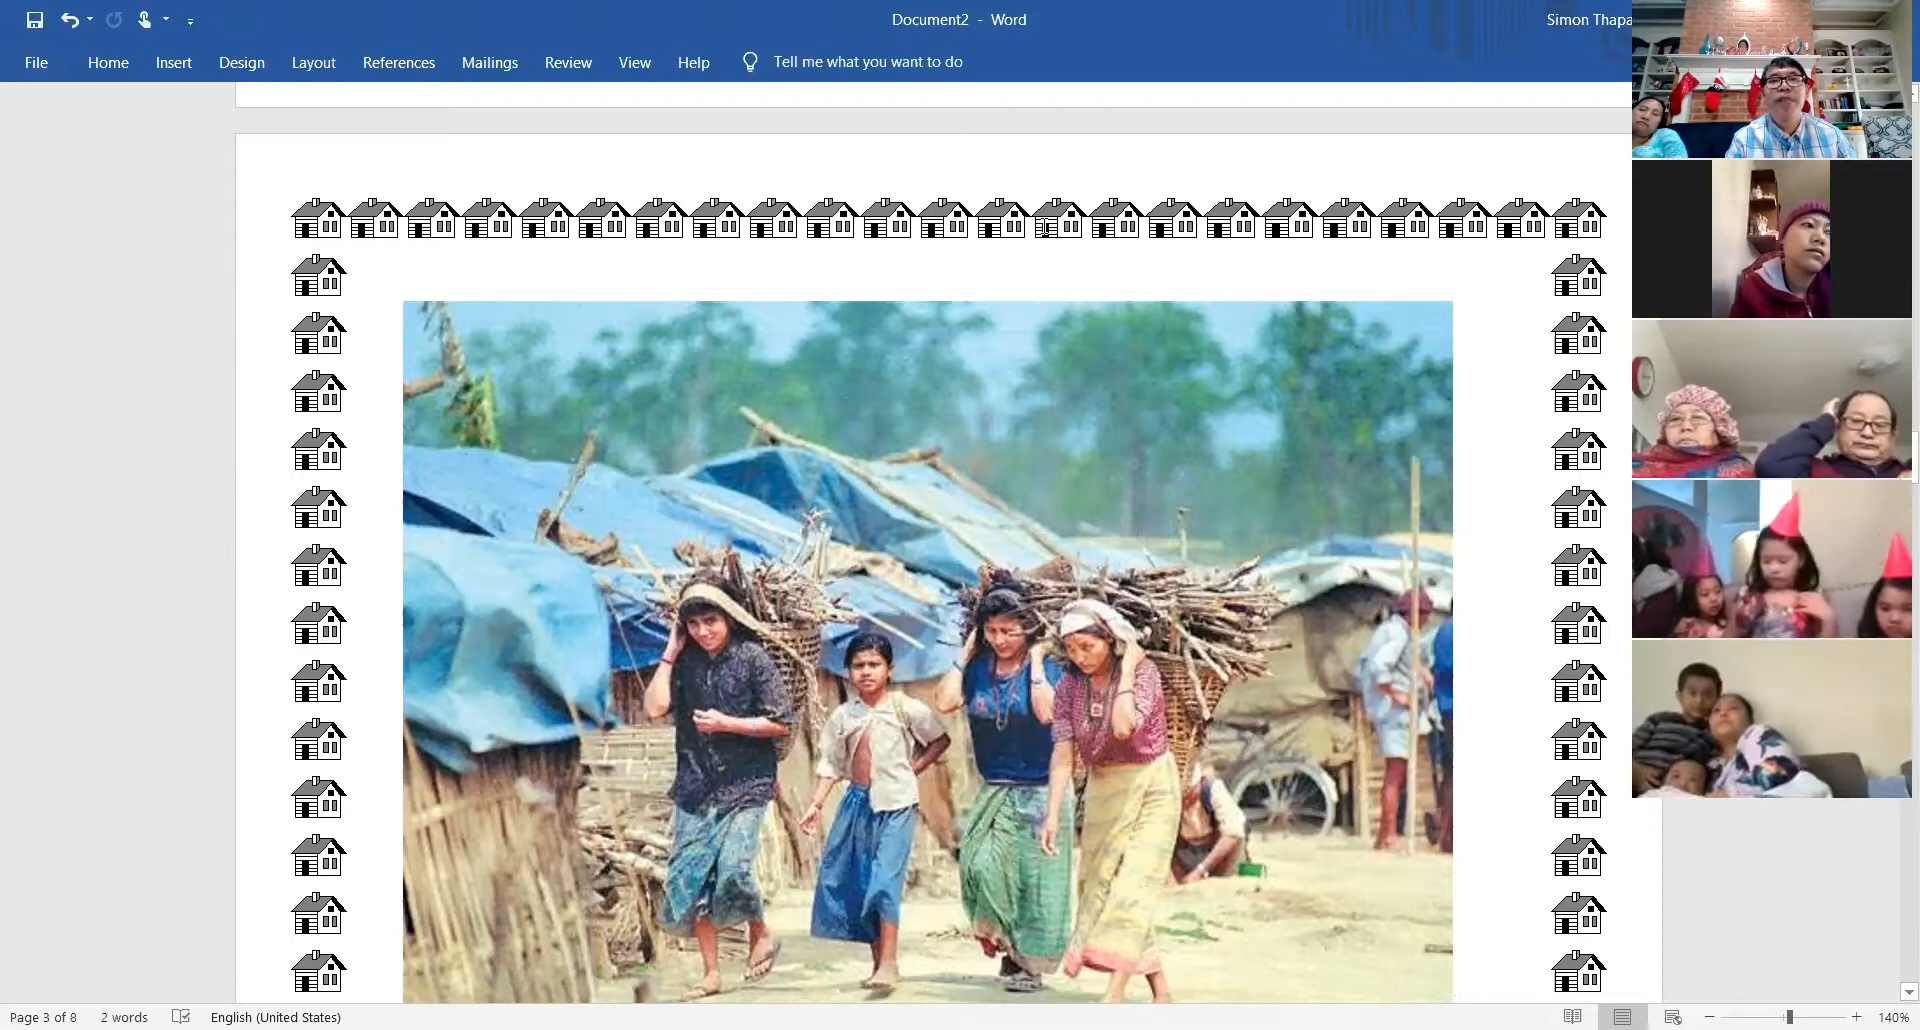 Document2 - Word
Simon Thapa
File Home Insert Design Layout References Mailings Review View Help Tell me what you want to do
Page 3 of 8 2 words English (United States) 140%